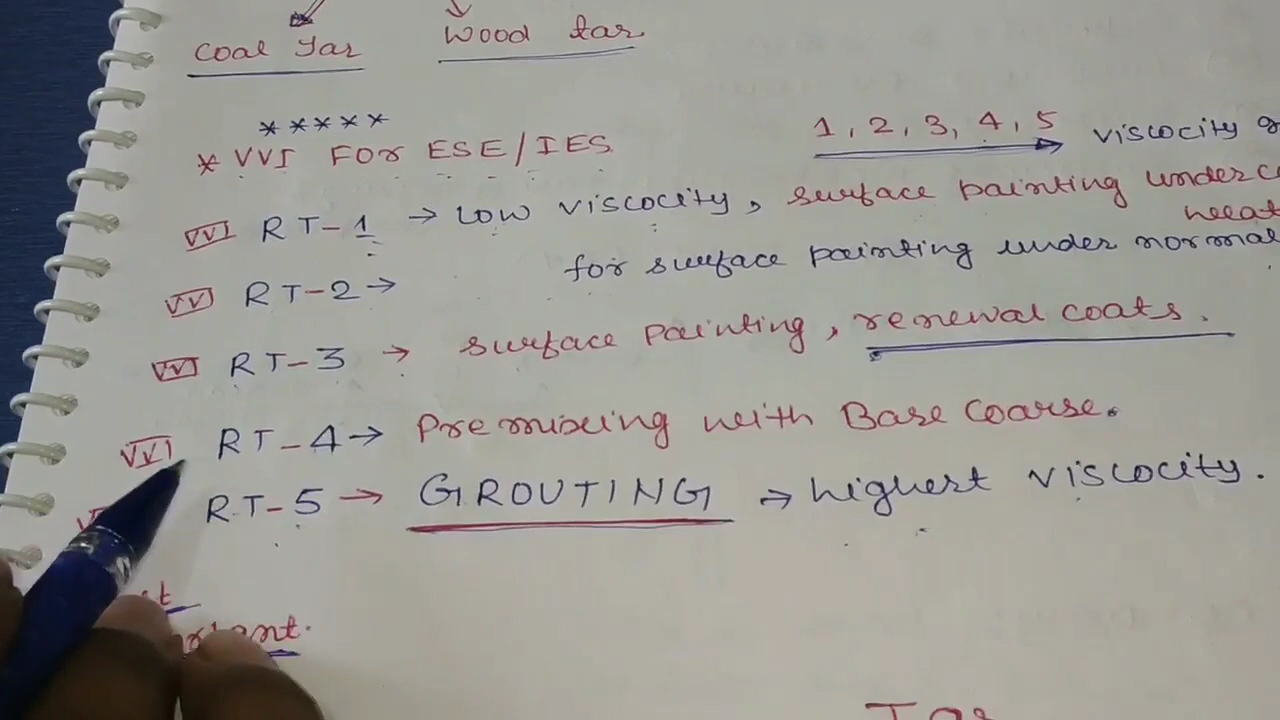 Coal Tar Wood tar
*****
* VVI FOR ESE/IES
1, 2, 3, 4, 5 viscocity
VVI RT-1 → Low viscocity, surface painting under
for surface painting under normal
VVI RT-2 →
VVI RT-3 → surface painting, renewal coats.
VVI RT-4 → Premixing with Base Coarse.
RT-5 → GROUTING → highest viscocity.